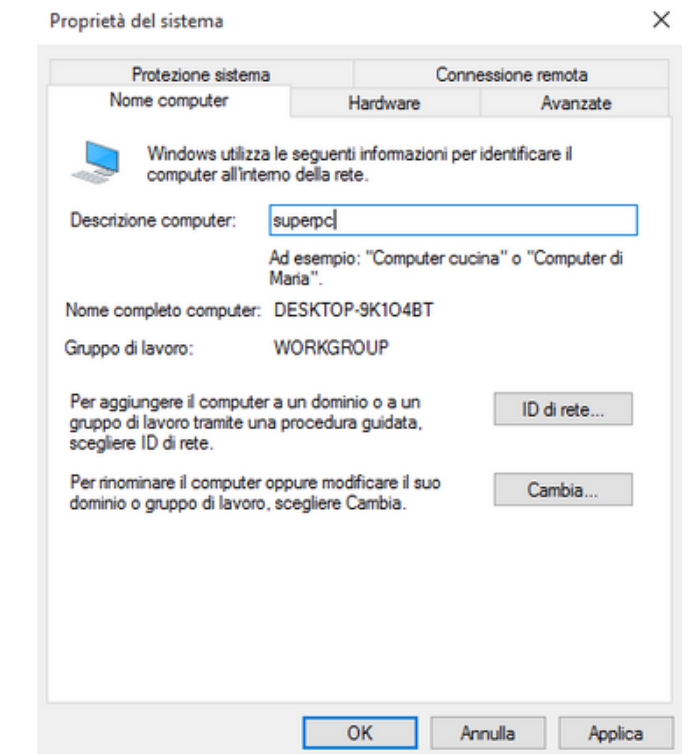 Proprietà del sistema
Protezione sistema
Connessione remota
Nome computer
Hardware
Avanzate
Windows utilizza le seguenti informazioni per identificare il
computer all'interno della rete.
Descrizione computer:
superpc
Ad esempio: "Computer cucina" o "Computer di
Maria".
Nome completo computer: DESKTOP-9K1O4BT
Gruppo di lavoro: WORKGROUP
Per aggiungere il computer a un dominio o a un
gruppo di lavoro tramite una procedura guidata,
scegliere ID di rete.
ID di rete...
Per rinominare il computer oppure modificare il suo
dominio o gruppo di lavoro, scegliere Cambia.
Cambia...
OK
Annulla
Applica